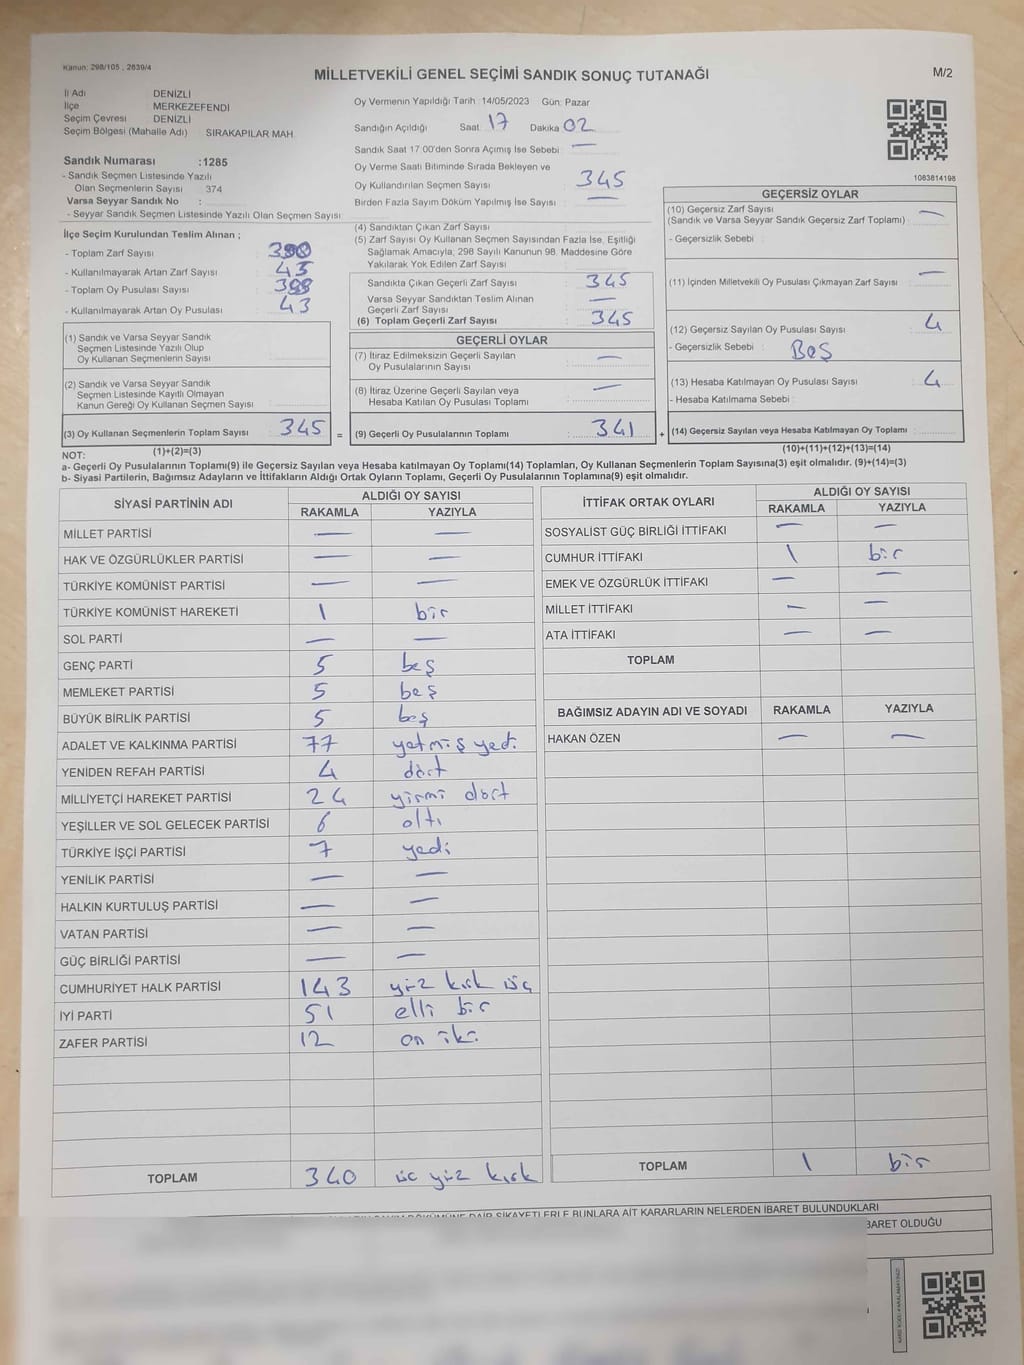 Kanun: 298/105 , 2839/4
MİLLETVEKİLİ GENEL SEÇİMİ SANDIK SONUÇ TUTANAĞI
M/2
İl Adı : DENİZLİ
İlçe : MERKEZEFENDİ
Seçim Çevresi : DENİZLİ
Seçim Bölgesi (Mahalle Adı) : SIRAKAPILAR MAH.
Sandık Numarası :1285
- Sandık Seçmen Listesinde Yazılı
Olan Seçmenlerin Sayısı : 374
Varsa Seyyar Sandık No :
- Seyyar Sandık Seçmen Listesinde Yazılı Olan Seçmen Sayısı :
Oy Vermenin Yapıldığı Tarih :14/05/2023 Gün: Pazar
Sandığın Açıldığı Saat: 17 Dakika 02
Sandık Saat 17:00'den Sonra Açımış İse Sebebi : —
Oy Verme Saati Bitiminde Sırada Bekleyen ve
Oy Kullandırılan Seçmen Sayısı : 345
Birden Fazla Sayım Döküm Yapılmış İse Sayısı : —
1083814198
İlçe Seçim Kurulundan Teslim Alınan ;
- Toplam Zarf Sayısı :
- Kullanılmayarak Artan Zarf Sayısı : 43
- Toplam Oy Pusulası Sayısı :
- Kullanılmayarak Artan Oy Pusulası : 43
(1) Sandık ve Varsa Seyyar Sandık
Seçmen Listesinde Yazılı Olup
Oy Kullanan Seçmenlerin Sayısı :
(2) Sandık ve Varsa Seyyar Sandık
Seçmen Listesinde Kayıtlı Olmayan
Kanun Gereği Oy Kullanan Seçmen Sayısı :
(3) Oy Kullanan Seçmenlerin Toplam Sayısı : 345 =
(1)+(2)=(3)
(4) Sandıktan Çıkan Zarf Sayısı :
(5) Zarf Sayısı Oy Kullanan Seçmen Sayısından Fazla İse, Eşitliği
Sağlamak Amacıyla, 298 Sayılı Kanunun 98. Maddesine Göre
Yakılarak Yok Edilen Zarf Sayısı :
Sandıkta Çıkan Geçerli Zarf Sayısı : 345
Varsa Seyyar Sandıktan Teslim Alınan
Geçerli Zarf Sayısı : —
(6) Toplam Geçerli Zarf Sayısı : 345
GEÇERLİ OYLAR
(7) İtiraz Edilmeksizin Geçerli Sayılan
Oy Pusulalarının Sayısı : —
(8) İtiraz Üzerine Geçerli Sayılan veya
Hesaba Katılan Oy Pusulası Toplamı : —
(9) Geçerli Oy Pusulalarının Toplamı : 341 +
GEÇERSİZ OYLAR
(10) Geçersiz Zarf Sayısı
(Sandık ve Varsa Seyyar Sandık Geçersiz Zarf Toplamı) : —
- Geçersizlik Sebebi :
(11) İçinden Milletvekili Oy Pusulası Çıkmayan Zarf Sayısı : —
(12) Geçersiz Sayılan Oy Pusulası Sayısı : 4
- Geçersizlik Sebebi : BOŞ
(13) Hesaba Katılmayan Oy Pusulası Sayısı : 4
- Hesaba Katılmama Sebebi :
(14) Geçersiz Sayılan veya Hesaba Katılmayan Oy Toplamı :
(10)+(11)+(12)+(13)=(14)
NOT:
a- Geçerli Oy Pusulalarının Toplamı(9) ile Geçersiz Sayılan veya Hesaba katılmayan Oy Toplamı(14) Toplamları, Oy Kullanan Seçmenlerin Toplam Sayısına(3) eşit olmalıdır. (9)+(14)=(3)
b- Siyasi Partilerin, Bağımsız Adayların ve İttifakların Aldığı Ortak Oyların Toplamı, Geçerli Oy Pusulalarının Toplamına(9) eşit olmalıdır.
SİYASİ PARTİNİN ADI ALDIĞI OY SAYISI
RAKAMLA YAZIYLA
MİLLET PARTİSİ — —
HAK VE ÖZGÜRLÜKLER PARTİSİ — —
TÜRKİYE KOMÜNİST PARTİSİ — —
TÜRKİYE KOMÜNİST HAREKETİ 1 bir
SOL PARTİ — —
GENÇ PARTİ 5 beş
MEMLEKET PARTİSİ 5 beş
BÜYÜK BİRLİK PARTİSİ 5 beş
ADALET VE KALKINMA PARTİSİ 77 yetmiş yedi
YENİDEN REFAH PARTİSİ 4 dört
MİLLİYETÇİ HAREKET PARTİSİ 24 yirmi dört
YEŞİLLER VE SOL GELECEK PARTİSİ 6 altı
TÜRKİYE İŞÇİ PARTİSİ 7 yedi
YENİLİK PARTİSİ — —
HALKIN KURTULUŞ PARTİSİ — —
VATAN PARTİSİ — —
GÜÇ BİRLİĞİ PARTİSİ — —
CUMHURİYET HALK PARTİSİ 143 yüz kırk üç
İYİ PARTİ 51 elli bir
ZAFER PARTİSİ 12 on iki
TOPLAM 340 üç yüz kırk
İTTİFAK ORTAK OYLARI ALDIĞI OY SAYISI
RAKAMLA YAZIYLA
SOSYALİST GÜÇ BİRLİĞİ İTTİFAKI — —
CUMHUR İTTİFAKI 1 bir
EMEK VE ÖZGÜRLÜK İTTİFAKI — —
MİLLET İTTİFAKI — —
ATA İTTİFAKI — —
TOPLAM
BAĞIMSIZ ADAYIN ADI VE SOYADI RAKAMLA YAZIYLA
HAKAN ÖZEN — —
TOPLAM 1 bir
DÖKÜMÜNE DAİR ŞİKAYETLERLE BUNLARA AİT KARARLARIN NELERDEN İBARET BULUNDUKLARI
BARET OLDUĞU